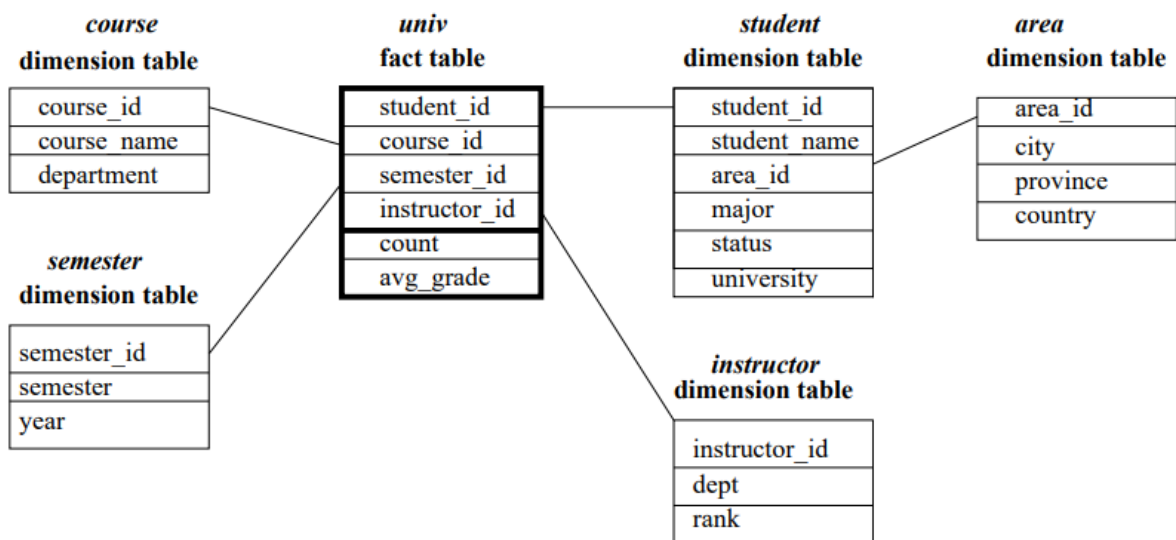 course
dimension table
course_id
course_name
department
univ
fact table
student_id
course_id
semester_id
instructor_id
count
avg_grade
student
dimension table
student_id
student_name
area_id
major
status
university
area
dimension table
area_id
city
province
country
semester
dimension table
semester_id
semester
year
instructor
dimension table
instructor_id
dept
rank